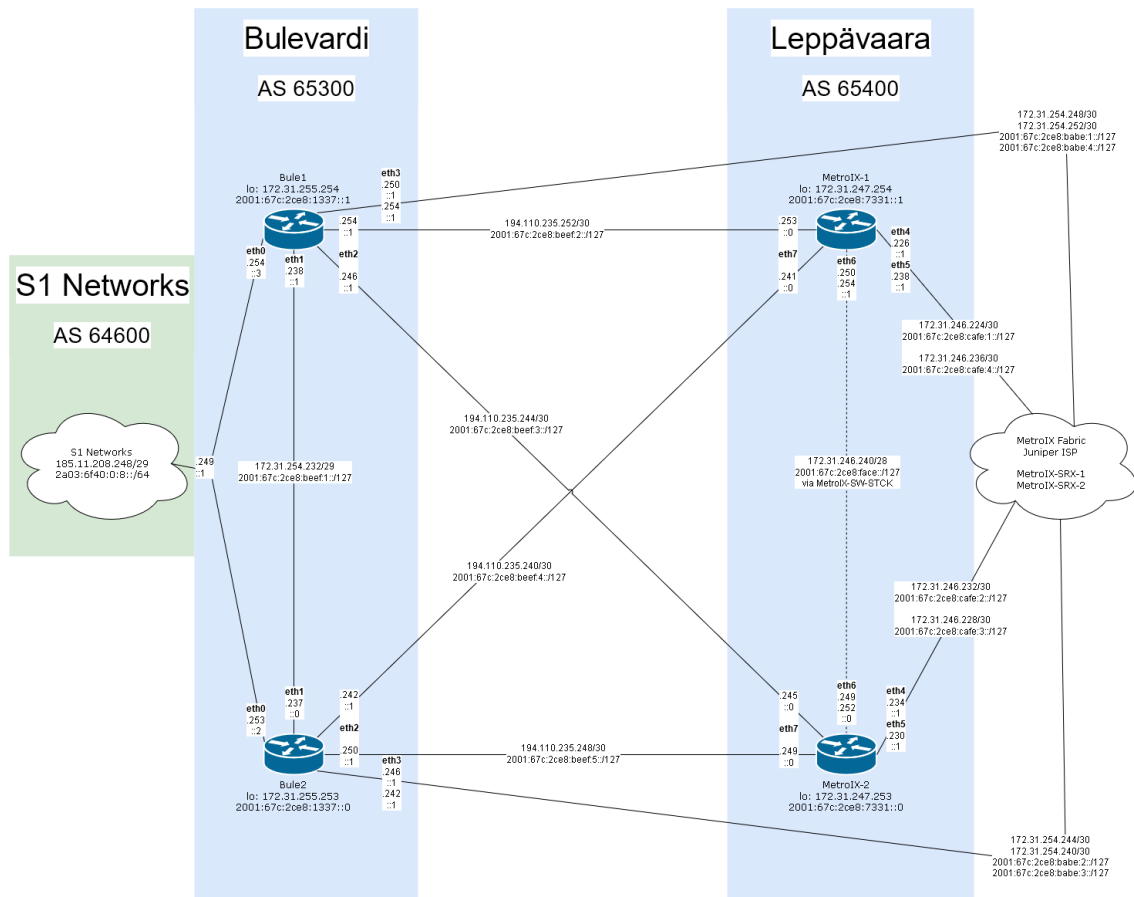 Bulevardi
AS 65300
Leppävaara
AS 65400
172.31.254.248/30
172.31.254.252/30
2001:67c:2ce8:babe:1::/127
2001:67c:2ce8:babe:4::/127
Bule1
lo: 172.31.255.254
2001:67c:2ce8:1337::1
eth3
.250
::1
.254
::1
MetroIX-1
lo: 172.31.247.254
2001:67c:2ce8:7331::1
.254
::1
eth2
.246
::1
194.110.235.252/30
2001:67c:2ce8:beef:2::/127
.253
::0
eth7
.241
::0
eth4
.226
::1
eth5
.238
::1
eth0
.254
::3
eth1
.238
::1
eth6
.250
.254
::1
S1 Networks
AS 64600
172.31.246.224/30
2001:67c:2ce8:cafe:1::/127
172.31.246.236/30
2001:67c:2ce8:cafe:4::/127
S1 Networks
185.11.208.248/29
2a03:6f40:0:8::/64
.249
::1
172.31.254.232/29
2001:67c:2ce8:beef:1::/127
194.110.235.244/30
2001:67c:2ce8:beef:3::/127
172.31.246.240/28
2001:67c:2ce8:face::/127
via MetroIX-SW-STCK
MetroIX Fabric
Juniper ISP
MetroIX-SRX-1
MetroIX-SRX-2
194.110.235.240/30
2001:67c:2ce8:beef:4::/127
172.31.246.232/30
2001:67c:2ce8:cafe:2::/127
172.31.246.228/30
2001:67c:2ce8:cafe:3::/127
eth0
.253
::2
eth1
.237
::0
.242
::1
eth2
.250
::1
eth3
.246
::1
.242
::1
194.110.235.248/30
2001:67c:2ce8:beef:5::/127
.245
::0
eth7
.249
::0
eth6
.249
.252
::0
eth4
.234
::1
eth5
.230
::1
Bule2
lo: 172.31.255.253
2001:67c:2ce8:1337::0
MetroIX-2
lo: 172.31.247.253
2001:67c:2ce8:7331::0
172.31.254.244/30
172.31.254.240/30
2001:67c:2ce8:babe:2::/127
2001:67c:2ce8:babe:3::/127